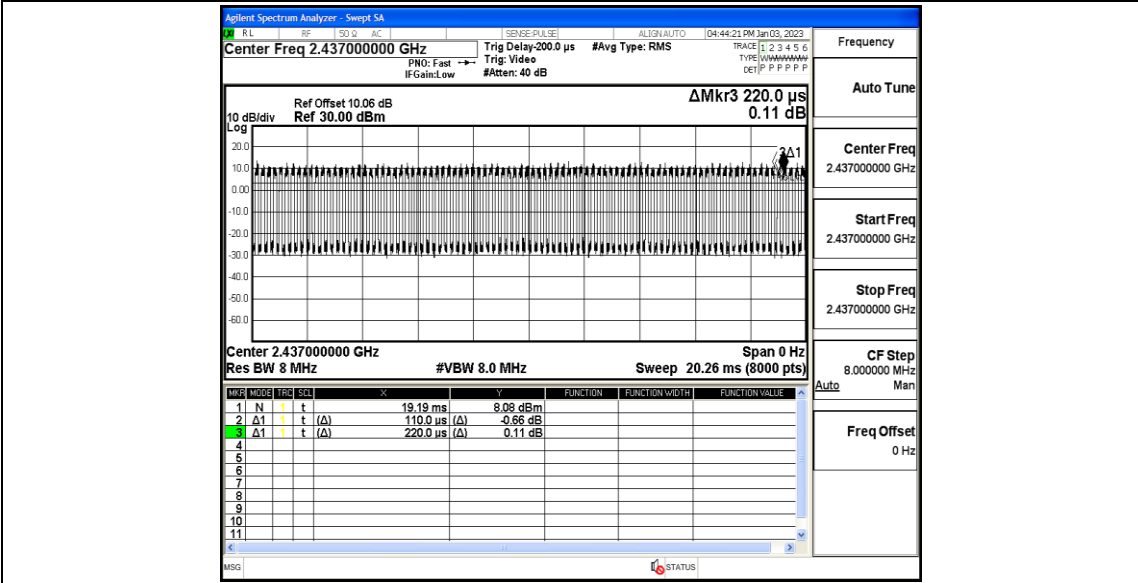 Agilent Spectrum Analyzer - Swept SA
RL RF 50 Ω AC SENSE:PULSE ALIGN AUTO 04:44:21 PM Jan 03, 2023
Center Freq 2.437000000 GHz
Trig Delay-200.0 µs #Avg Type: RMS
TRACE 1 2 3 4 5 6
PNO: Fast
Trig: Video
TYPE
IFGain:Low
#Atten: 40 dB
DET P P P P P P
Frequency
ΔMkr3 220.0 µs
0.11 dB
Ref Offset 10.06 dB
10 dB/div Ref 30.00 dBm
Log
20.0
10.0
0.00
-10.0
-20.0
-30.0
-40.0
-50.0
-60.0
3Δ1
Center 2.437000000 GHz
Span 0 Hz
Res BW 8 MHz
#VBW 8.0 MHz
Sweep 20.26 ms (8000 pts)
MKR MODE TRC SCL X Y FUNCTION FUNCTION WIDTH FUNCTION VALUE
1 N 1 t 19.19 ms 8.08 dBm
2 Δ1 1 t (Δ) 110.0 µs (Δ) -0.66 dB
3 Δ1 1 t (Δ) 220.0 µs (Δ) 0.11 dB
4
5
6
7
8
9
10
11
MSG
STATUS
Auto Tune
Center Freq
2.437000000 GHz
Start Freq
2.437000000 GHz
Stop Freq
2.437000000 GHz
CF Step
8.000000 MHz
Auto Man
Freq Offset
0 Hz